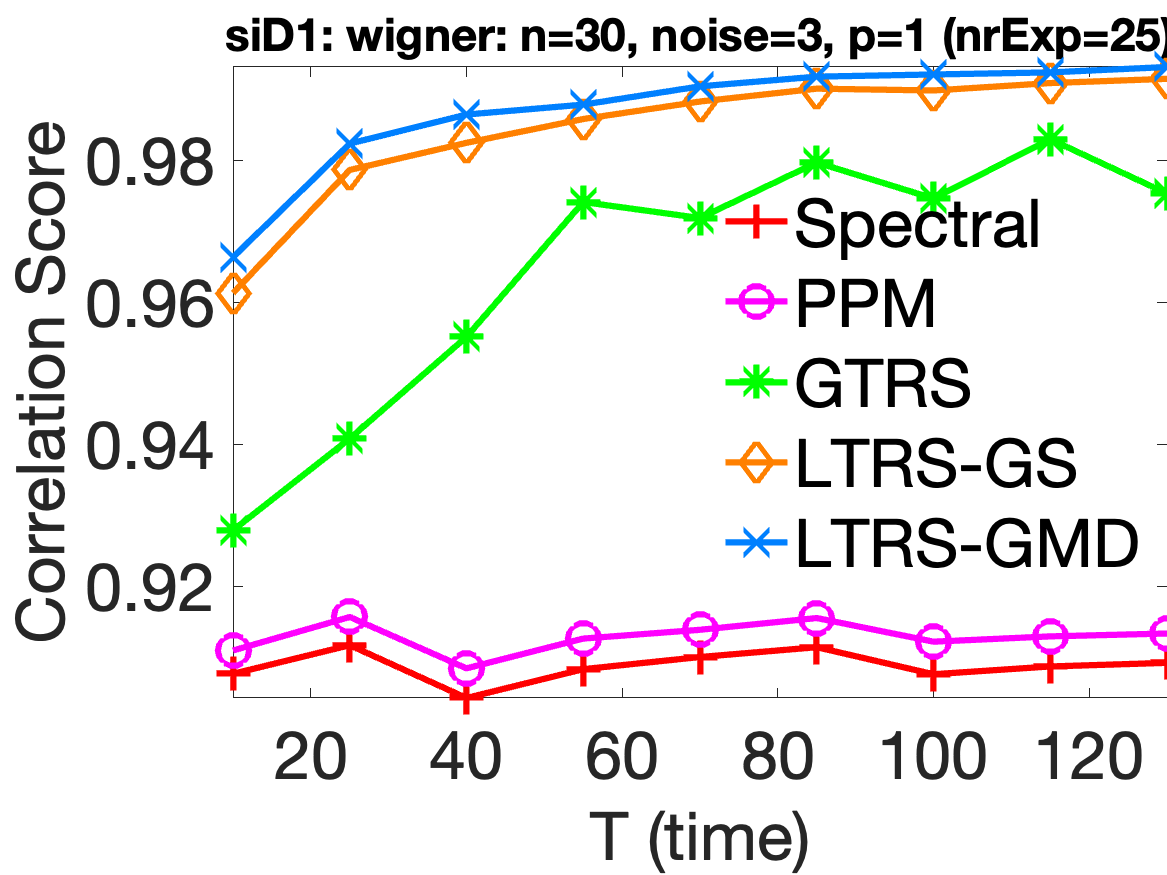 siD1: wigner: n=30, noise=3, p=1 (nrExp=25)
Correlation Score
0.98
0.96
0.94
0.92
Spectral
PPM
GTRS
LTRS-GS
LTRS-GMD
20 40 60 80 100 120
T (time)